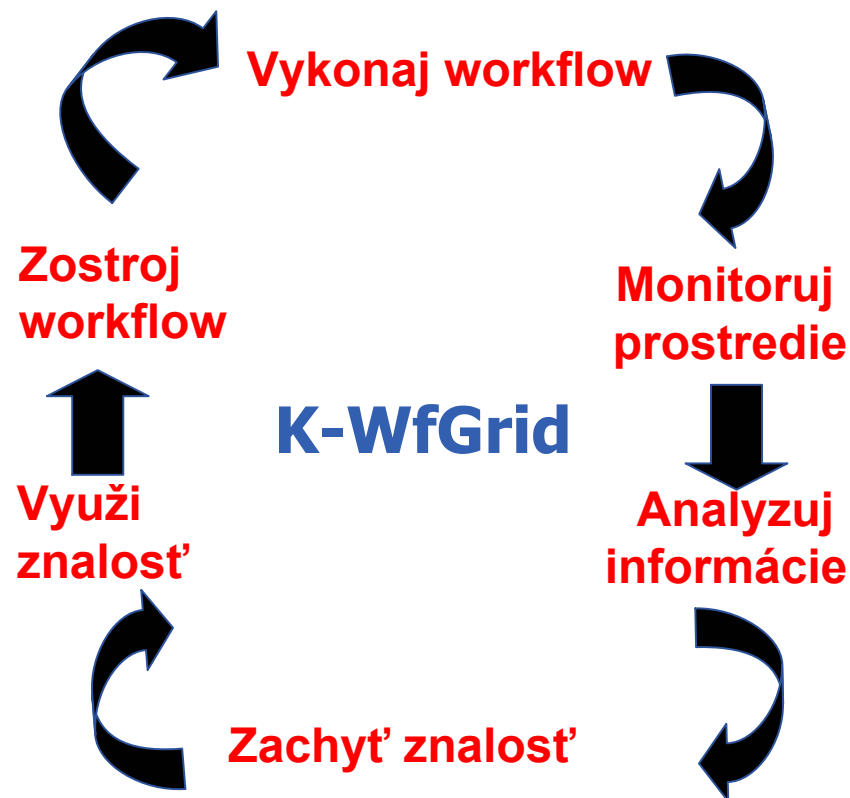 Vykonaj workflow
Zostroj
workflow
Monitoruj
prostredie
K-WfGrid
Využi
znalosť
Analyzuj
informácie
Zachyť znalosť